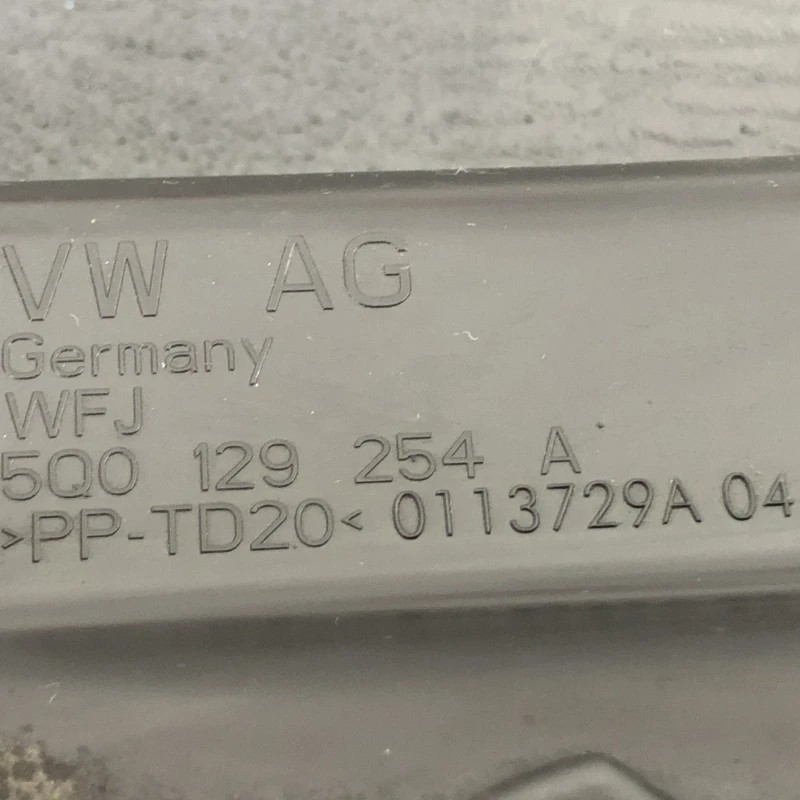 VW AG
Germany
WFJ
5Q0 129 254 A
>PP-TD20< 0113729A 04